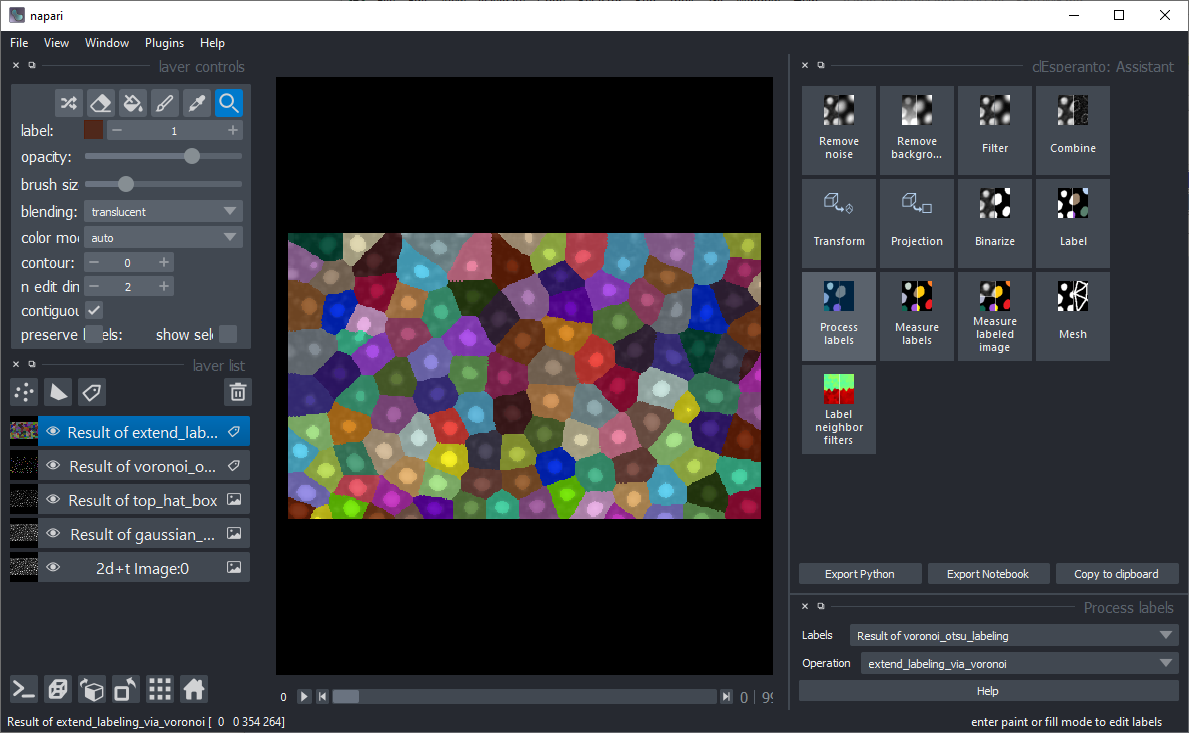 napari
File View Window Plugins Help
layer controls
label: 1
opacity:
brush siz
blending: translucent
color mo auto
contour: 0
n edit din 2
contiguou
preserve l els: show sel
layer list
Result of extend_lab...
Result of voronoi_o...
Result of top_hat_box
Result of gaussian_...
2d+t Image:0
0
0 | 99
Result of extend_labeling_via_voronoi [ 0 0 354 264]
clEsperanto: Assistant
Remove
noise
Remove
backgro...
Filter
Combine
Transform
Projection
Binarize
Label
Process
labels
Measure
labels
Measure
labeled
image
Mesh
Label
neighbor
filters
Export Python
Export Notebook
Copy to clipboard
Process labels
Labels Result of voronoi_otsu_labeling
Operation extend_labeling_via_voronoi
Help
enter paint or fill mode to edit labels